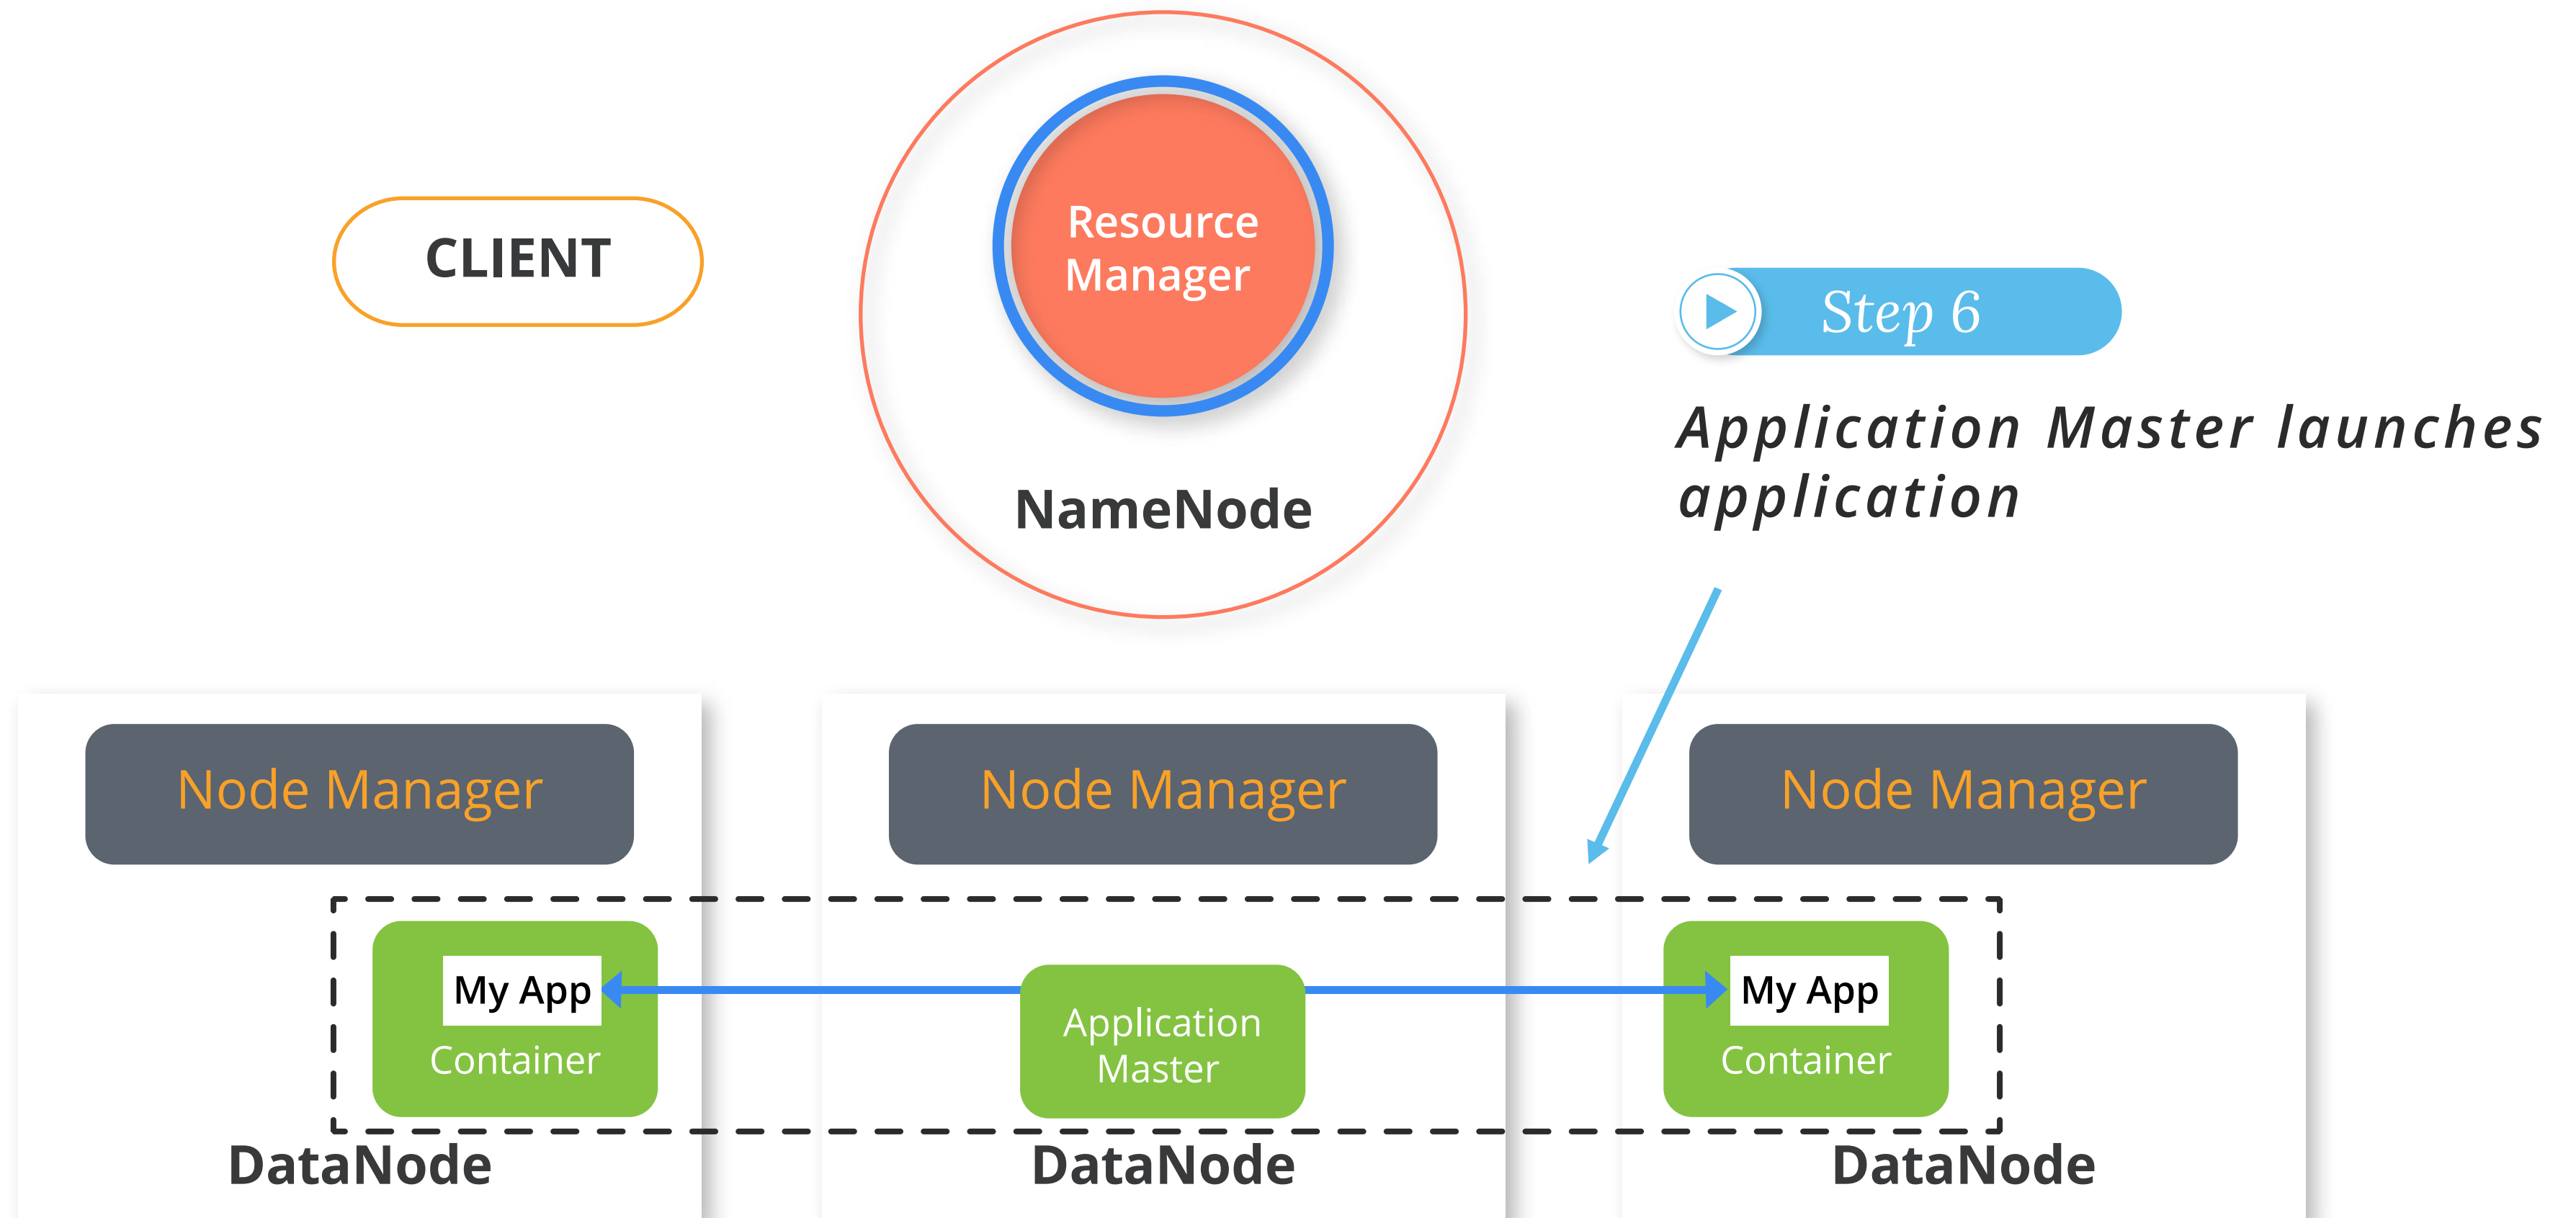 CLIENT
Resource
Manager
NameNode
Step 6
Application Master launches
application
Node Manager
Node Manager
Node Manager
My App
Container
Application
Master
My App
Container
DataNode
DataNode
DataNode